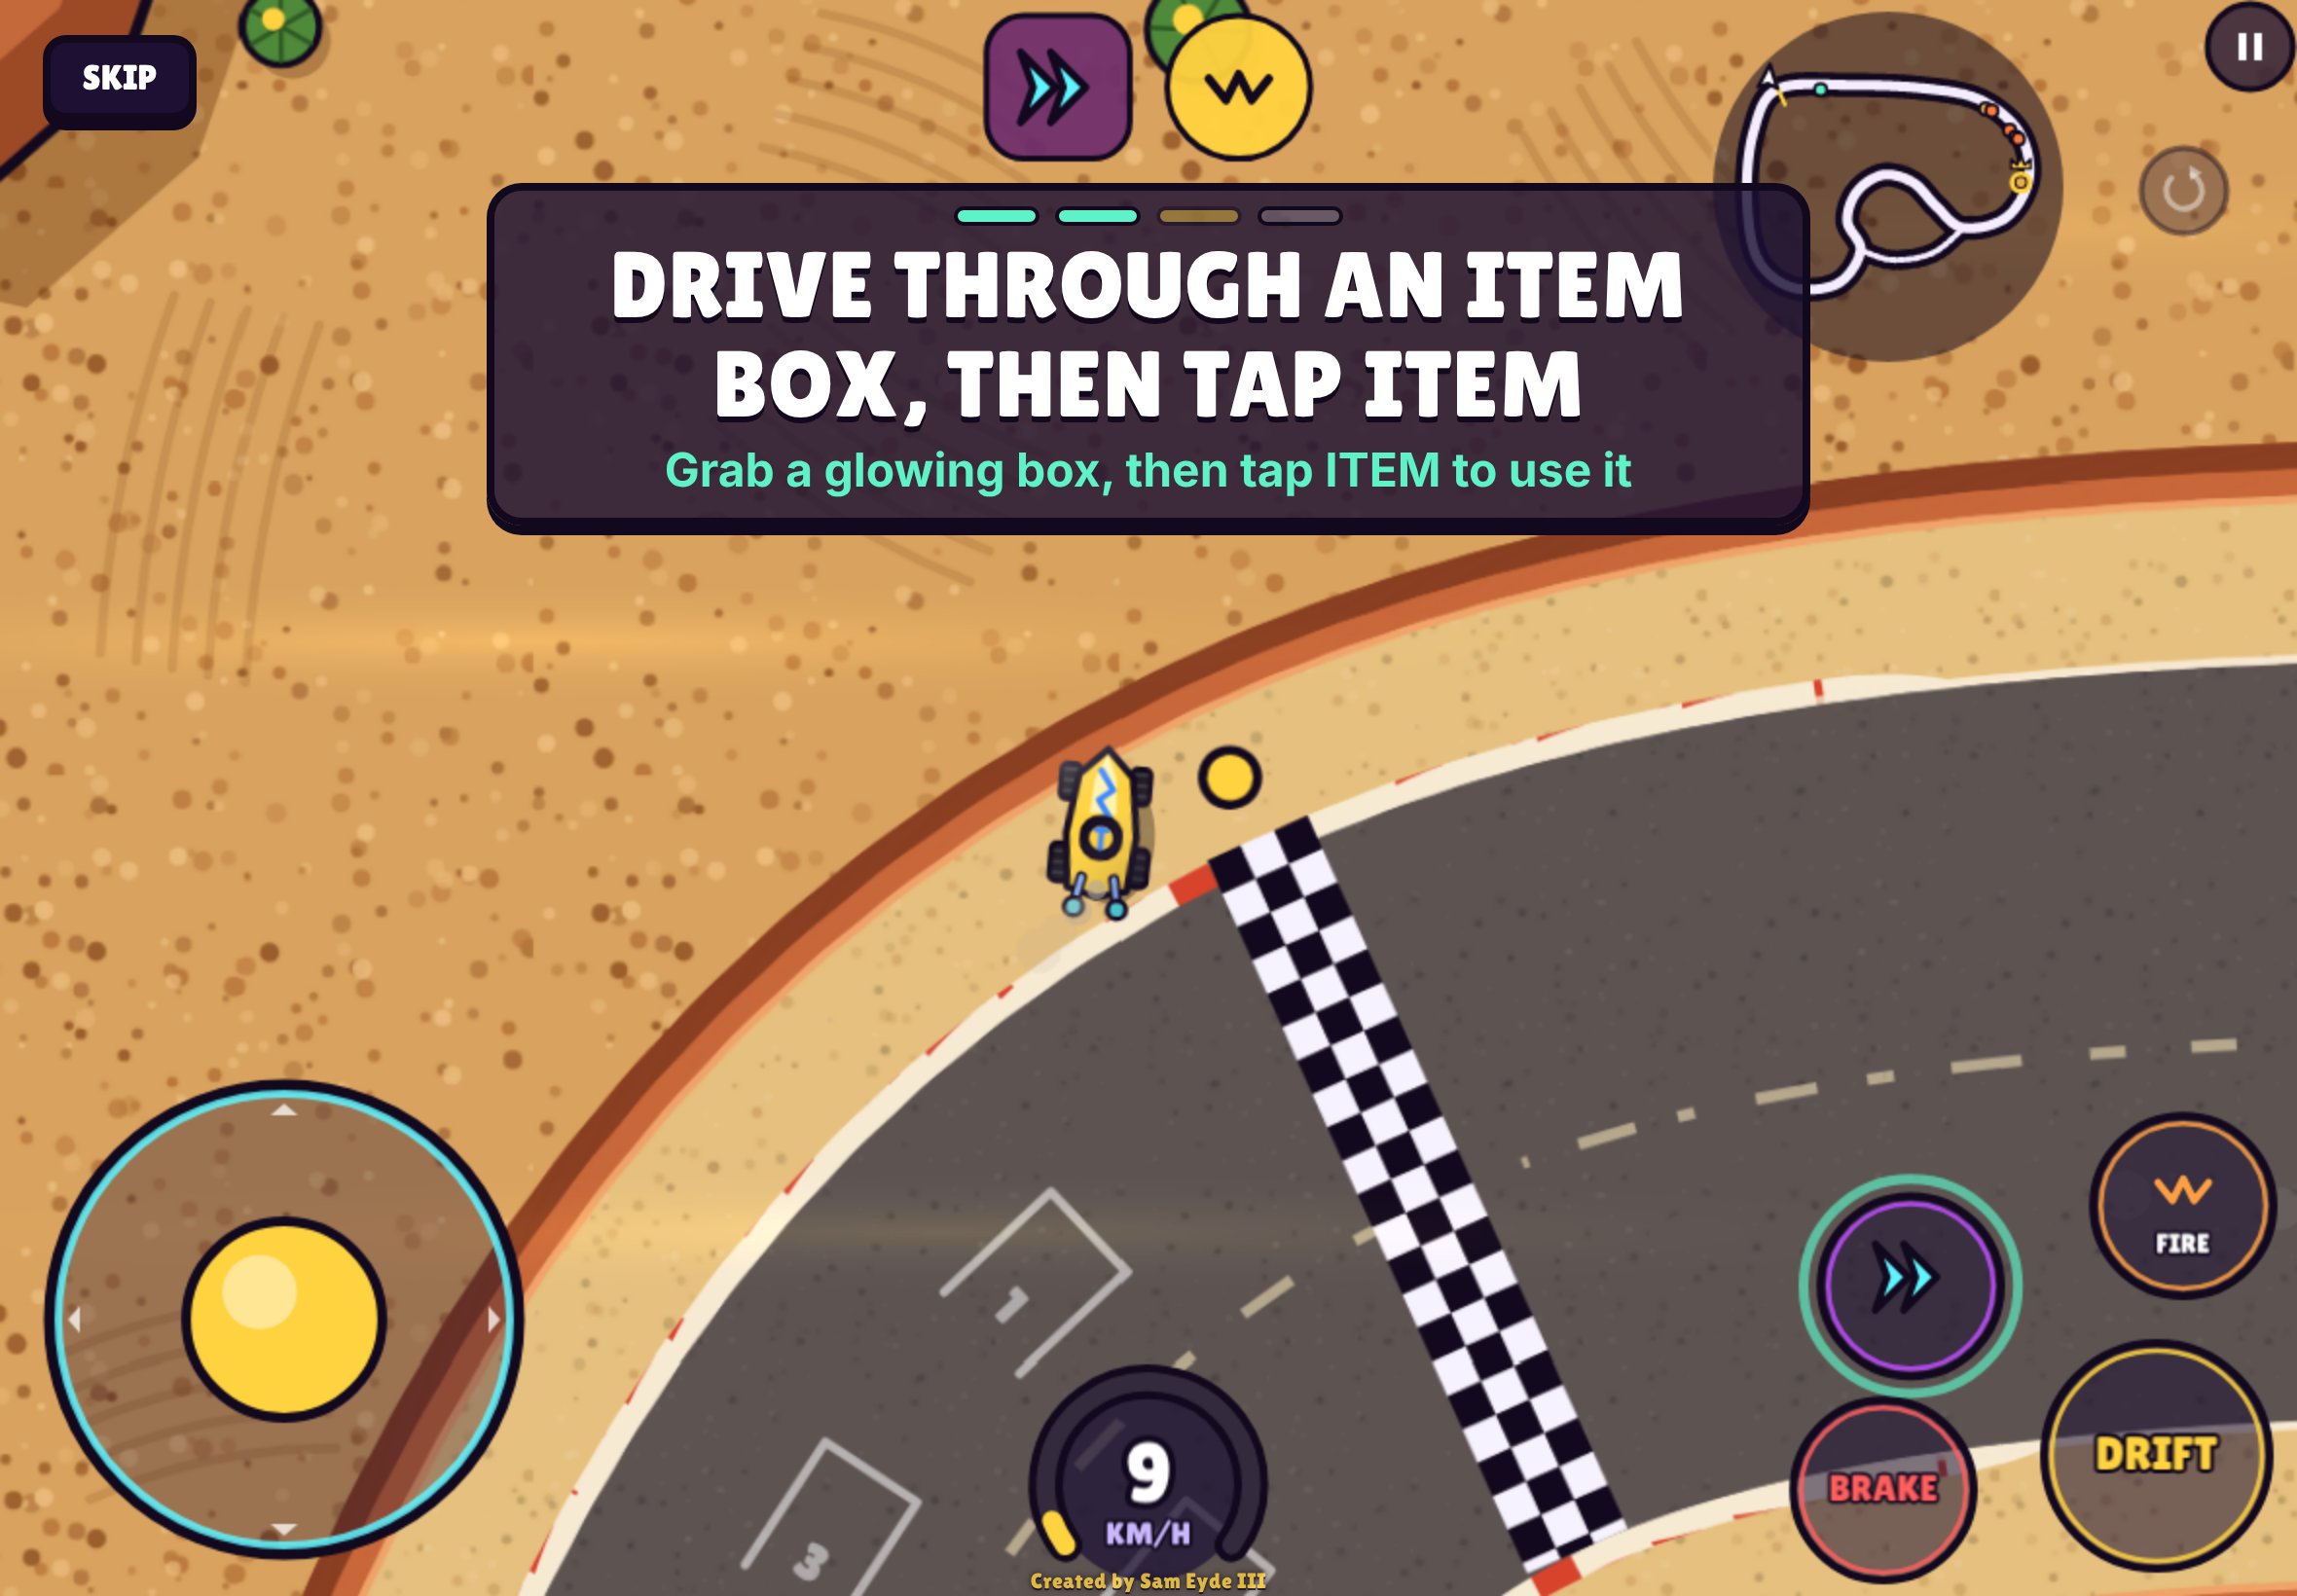 SKIP
DRIVE THROUGH AN ITEM
BOX, THEN TAP ITEM
Grab a glowing box, then tap ITEM to use it
1
FIRE
DRIFT
BRAKE
9
KM/H
3
Created by Sam Eyde III